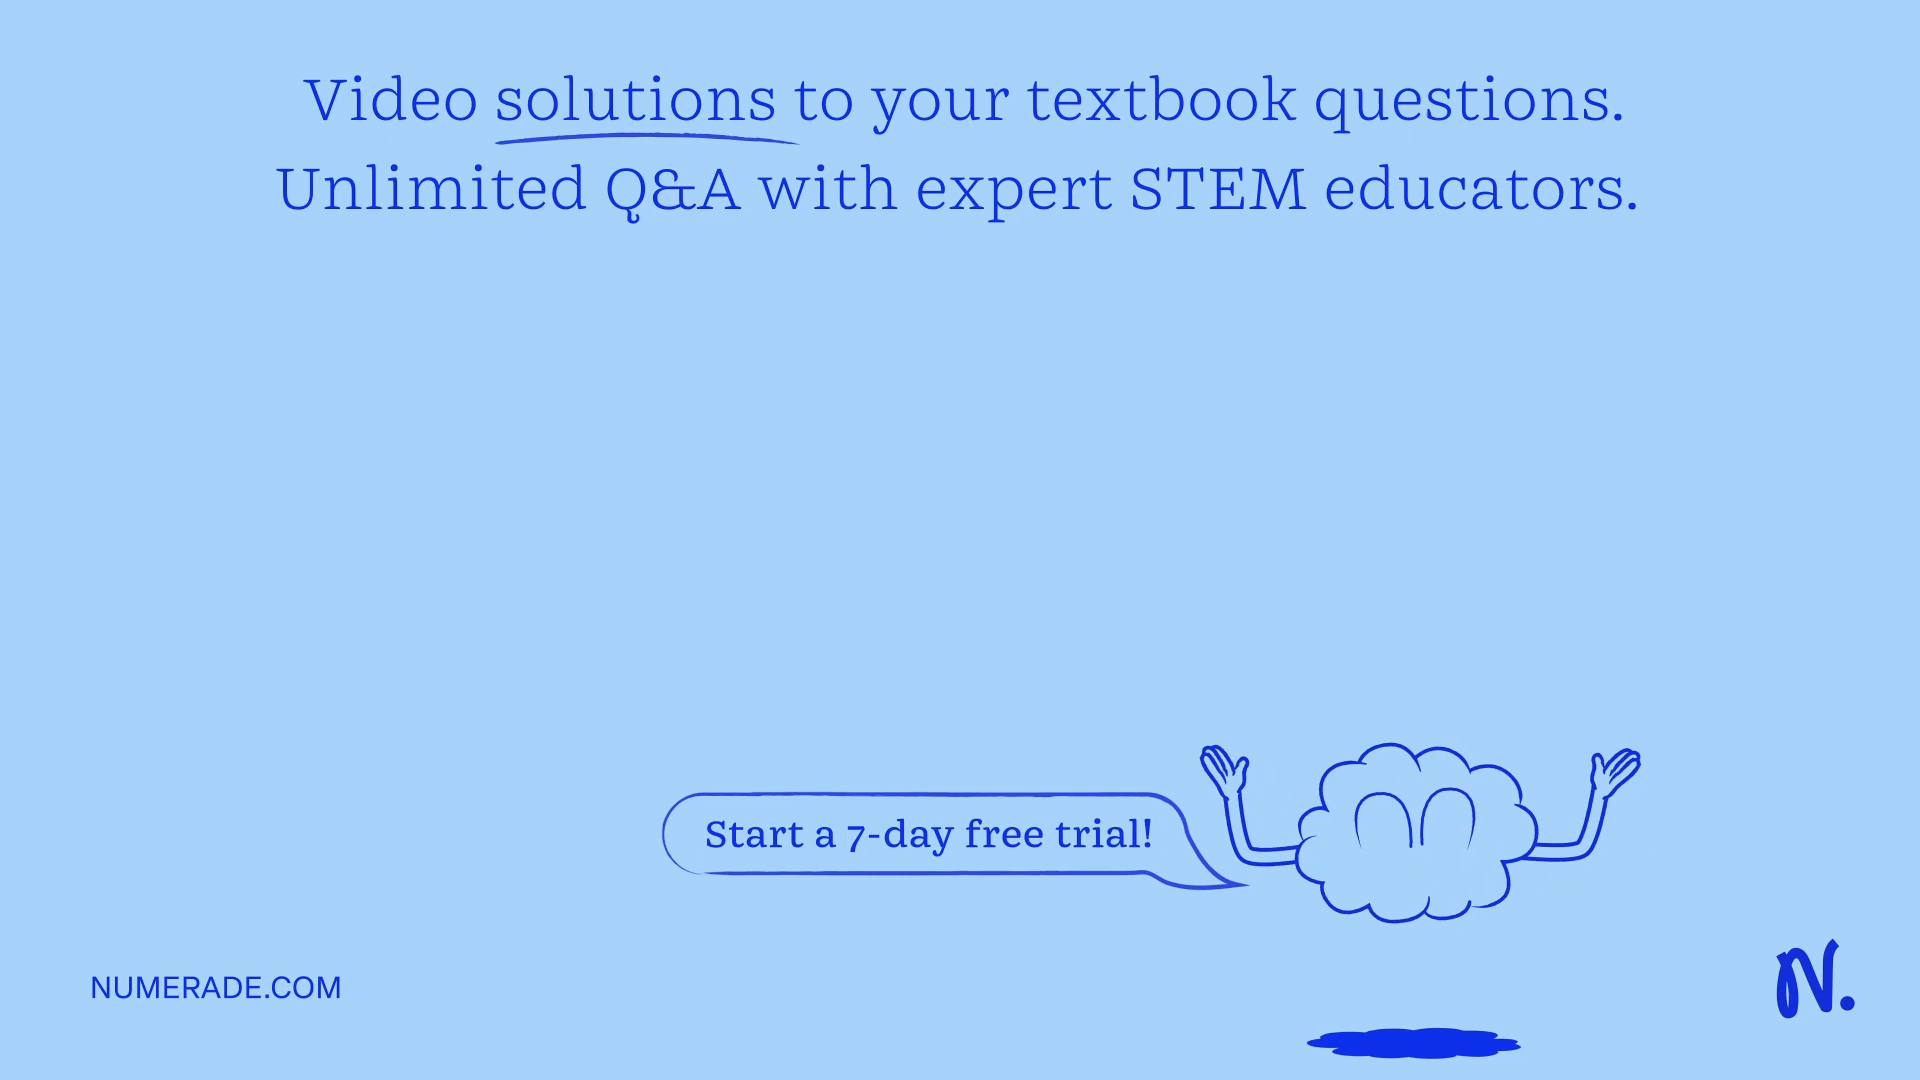 Video solutions to your textbook questions.
Unlimited Q&A with expert STEM educators.
Start a 7-day free trial!
NUMERADE.COM
N.